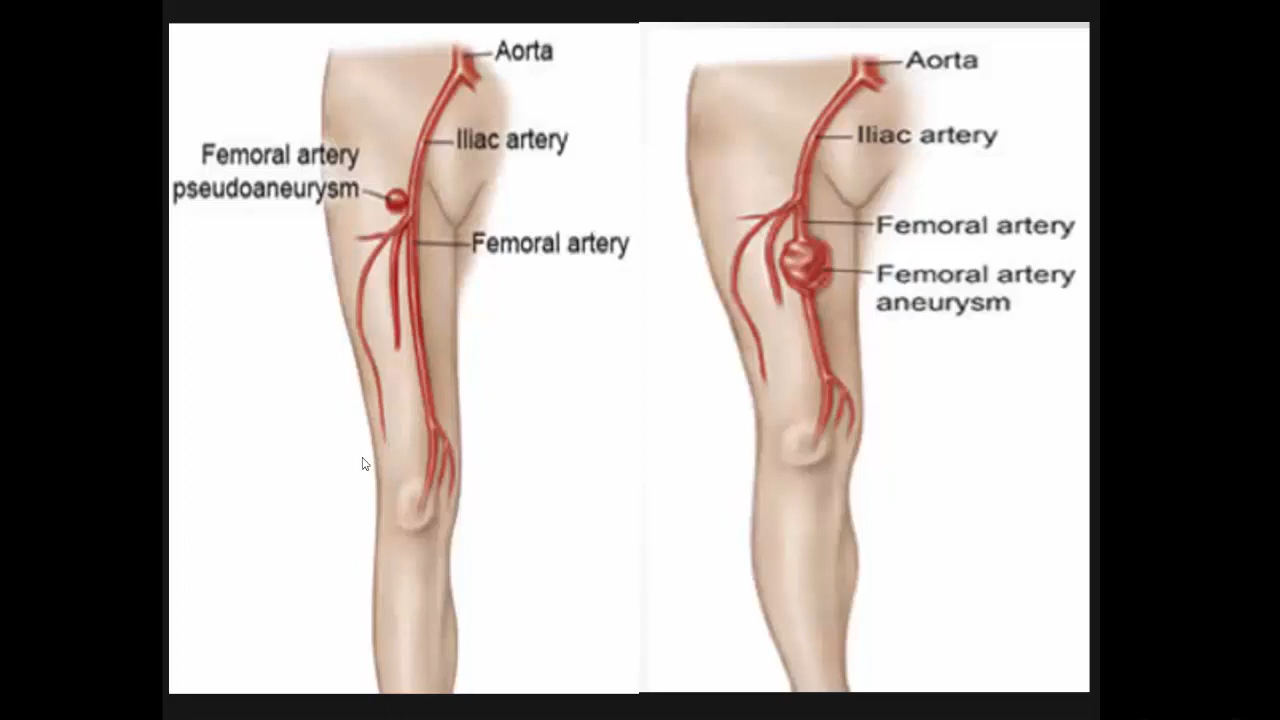 Aorta
Iliac artery
Femoral artery
pseudoaneurysm
Femoral artery
Aorta
Iliac artery
Femoral artery
Femoral artery
aneurysm